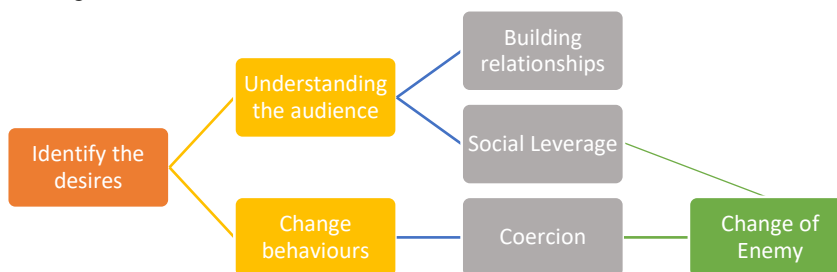 Building
relationships
Understanding
the audience
Social Leverage
Identify the
desires
Change
behaviours
Coercion
Change of
Enemy